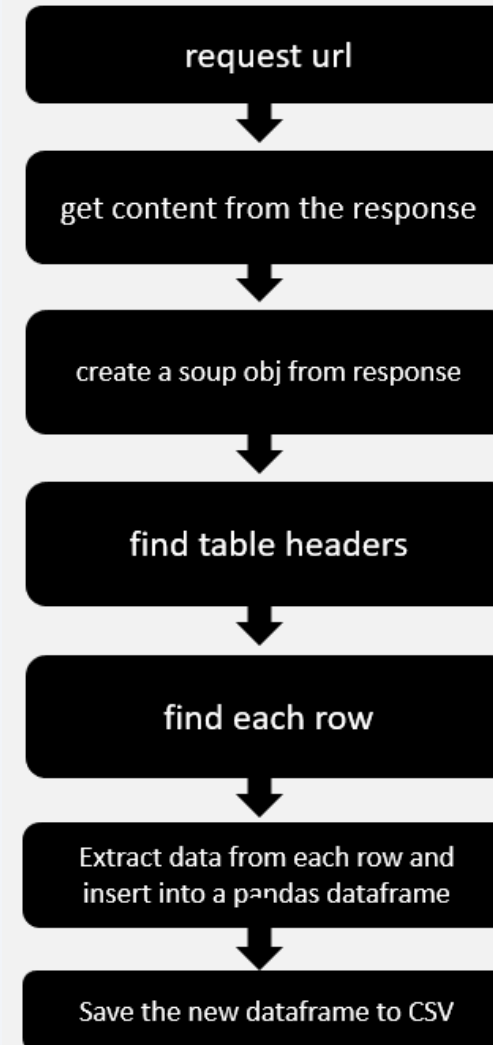 request url
get content from the response
create a soup obj from response
find table headers
find each row
Extract data from each row and
insert into a pandas dataframe
Save the new dataframe to CSV